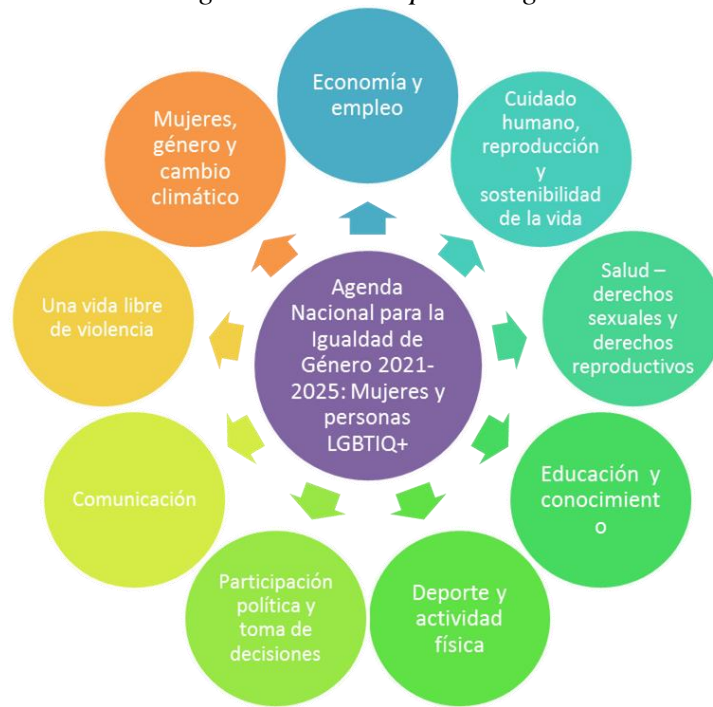 Economía y
empleo
Cuidado
humano,
reproducción
y
sostenibilidad
de la vida
Salud –
derechos
sexuales y
derechos
reproductivos
Educación y
conocimient
o
Deporte y
actividad
física
Participación
política y
toma de
decisiones
Comunicación
Una vida libre
de violencia
Mujeres,
género y
cambio
climático
Agenda
Nacional para la
Igualdad de
Género 2021-
2025: Mujeres y
personas
LGBTIQ+